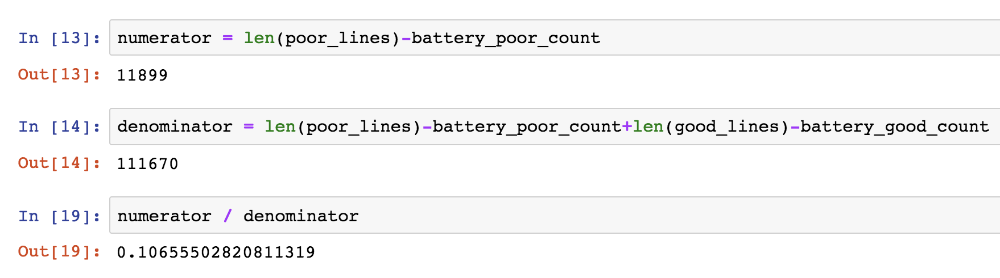 In [13]: numerator = len(poor_lines)-battery_poor_count
Out[13]: 11899
In [14]: denominator = len(poor_lines)-battery_poor_count+len(good_lines)-battery_good_count
Out[14]: 111670
In [19]: numerator / denominator
Out[19]: 0.10655502820811319